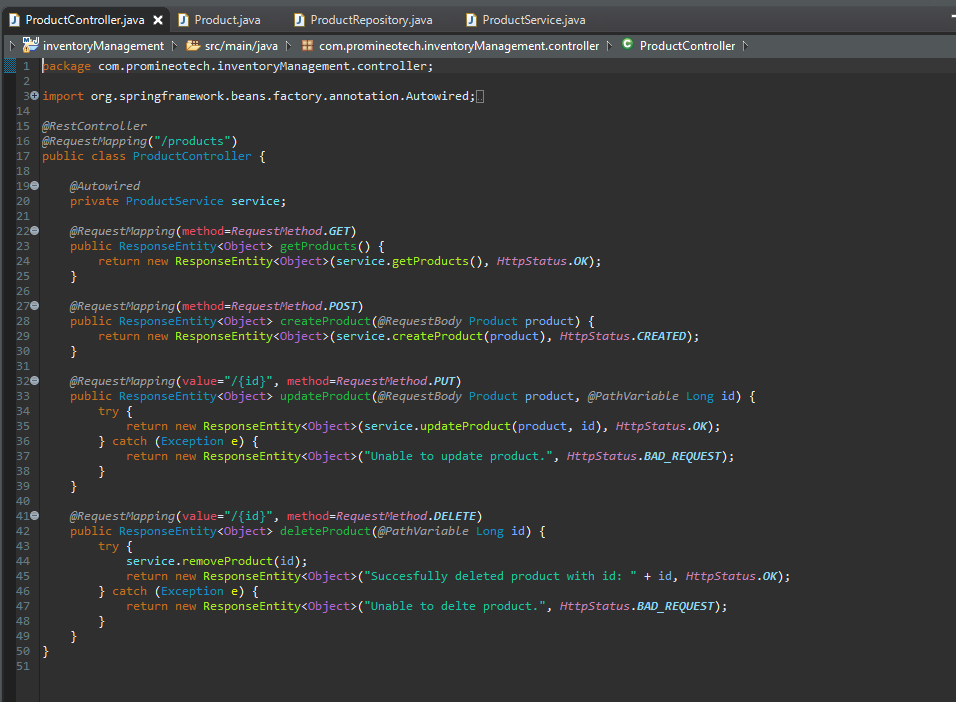 ProductController.java Product.java ProductRepository.java ProductService.java
inventoryManagement src/main/java com.promineotech.inventoryManagement.controller ProductController
1 package com.promineotech.inventoryManagement.controller;
2
3 import org.springframework.beans.factory.annotation.Autowired;
14
15 @RestController
16 @RequestMapping("/products")
17 public class ProductController {
18
19 @Autowired
20 private ProductService service;
21
22 @RequestMapping(method=RequestMethod.GET)
23 public ResponseEntity<Object> getProducts() {
24 return new ResponseEntity<Object>(service.getProducts(), HttpStatus.OK);
25 }
26
27 @RequestMapping(method=RequestMethod.POST)
28 public ResponseEntity<Object> createProduct(@RequestBody Product product) {
29 return new ResponseEntity<Object>(service.createProduct(product), HttpStatus.CREATED);
30 }
31
32 @RequestMapping(value="/{id}", method=RequestMethod.PUT)
33 public ResponseEntity<Object> updateProduct(@RequestBody Product product, @PathVariable Long id) {
34 try {
35 return new ResponseEntity<Object>(service.updateProduct(product, id), HttpStatus.OK);
36 } catch (Exception e) {
37 return new ResponseEntity<Object>("Unable to update product.", HttpStatus.BAD_REQUEST);
38 }
39 }
40
41 @RequestMapping(value="/{id}", method=RequestMethod.DELETE)
42 public ResponseEntity<Object> deleteProduct(@PathVariable Long id) {
43 try {
44 service.removeProduct(id);
45 return new ResponseEntity<Object>("Succesfully deleted product with id: " + id, HttpStatus.OK);
46 } catch (Exception e) {
47 return new ResponseEntity<Object>("Unable to delte product.", HttpStatus.BAD_REQUEST);
48 }
49 }
50 }
51